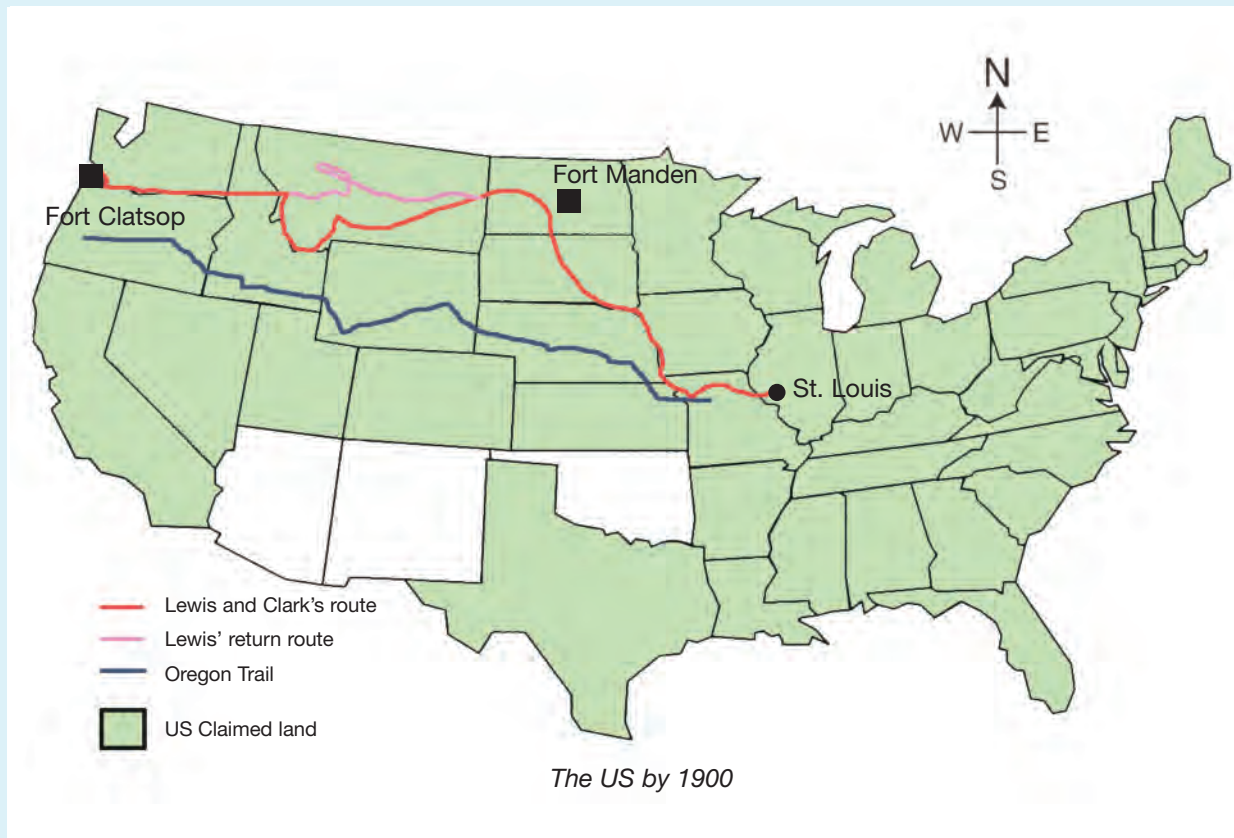 N
W E
S
Fort Manden
Fort Clatsop
St. Louis
Lewis and Clark's route
Lewis' return route
Oregon Trail
US Claimed land
The US by 1900